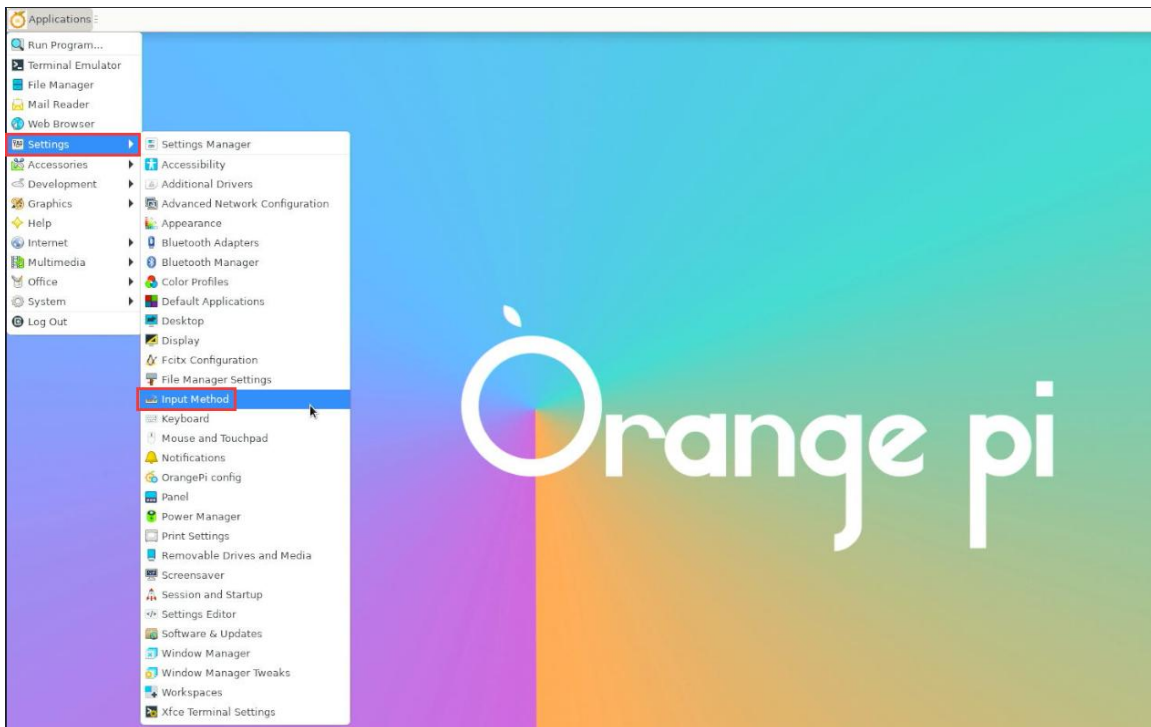 Applications
Run Program...
Terminal Emulator
File Manager
Mail Reader
Web Browser
Settings
Accessories
Development
Graphics
Help
Internet
Multimedia
Office
System
Log Out
Settings Manager
Accessibility
Additional Drivers
Advanced Network Configuration
Appearance
Bluetooth Adapters
Bluetooth Manager
Color Profiles
Default Applications
Desktop
Display
Fcitx Configuration
File Manager Settings
Input Method
Keyboard
Mouse and Touchpad
Notifications
OrangePi config
Panel
Power Manager
Print Settings
Removable Drives and Media
Screensaver
Session and Startup
Settings Editor
Software & Updates
Window Manager
Window Manager Tweaks
Workspaces
Xfce Terminal Settings
Orange pi